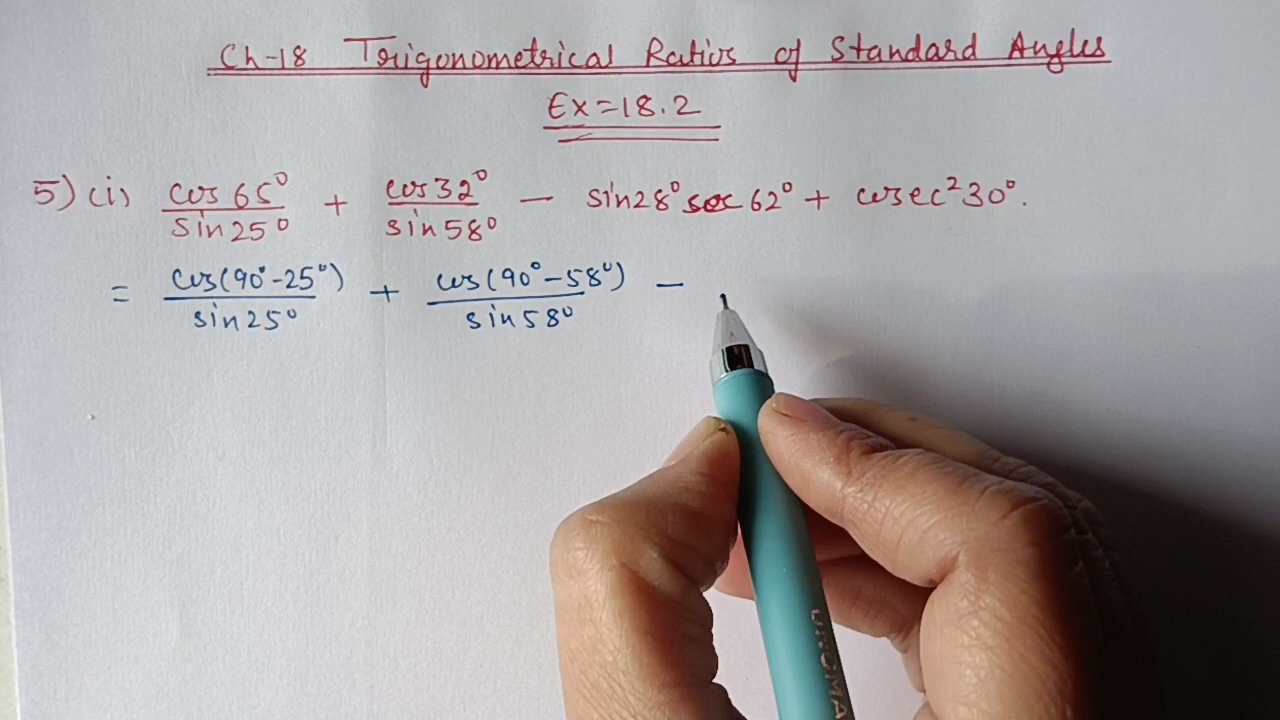 Ch-18 Trigonometrical Ratios of Standard Angles
Ex=18.2
5) (i) cos 65° / sin 25° + cos 32° / sin 58° - sin 28° sec 62° + cosec² 30°.
= cos(90°-25°) / sin 25° + cos(90°-58°) / sin 58° -